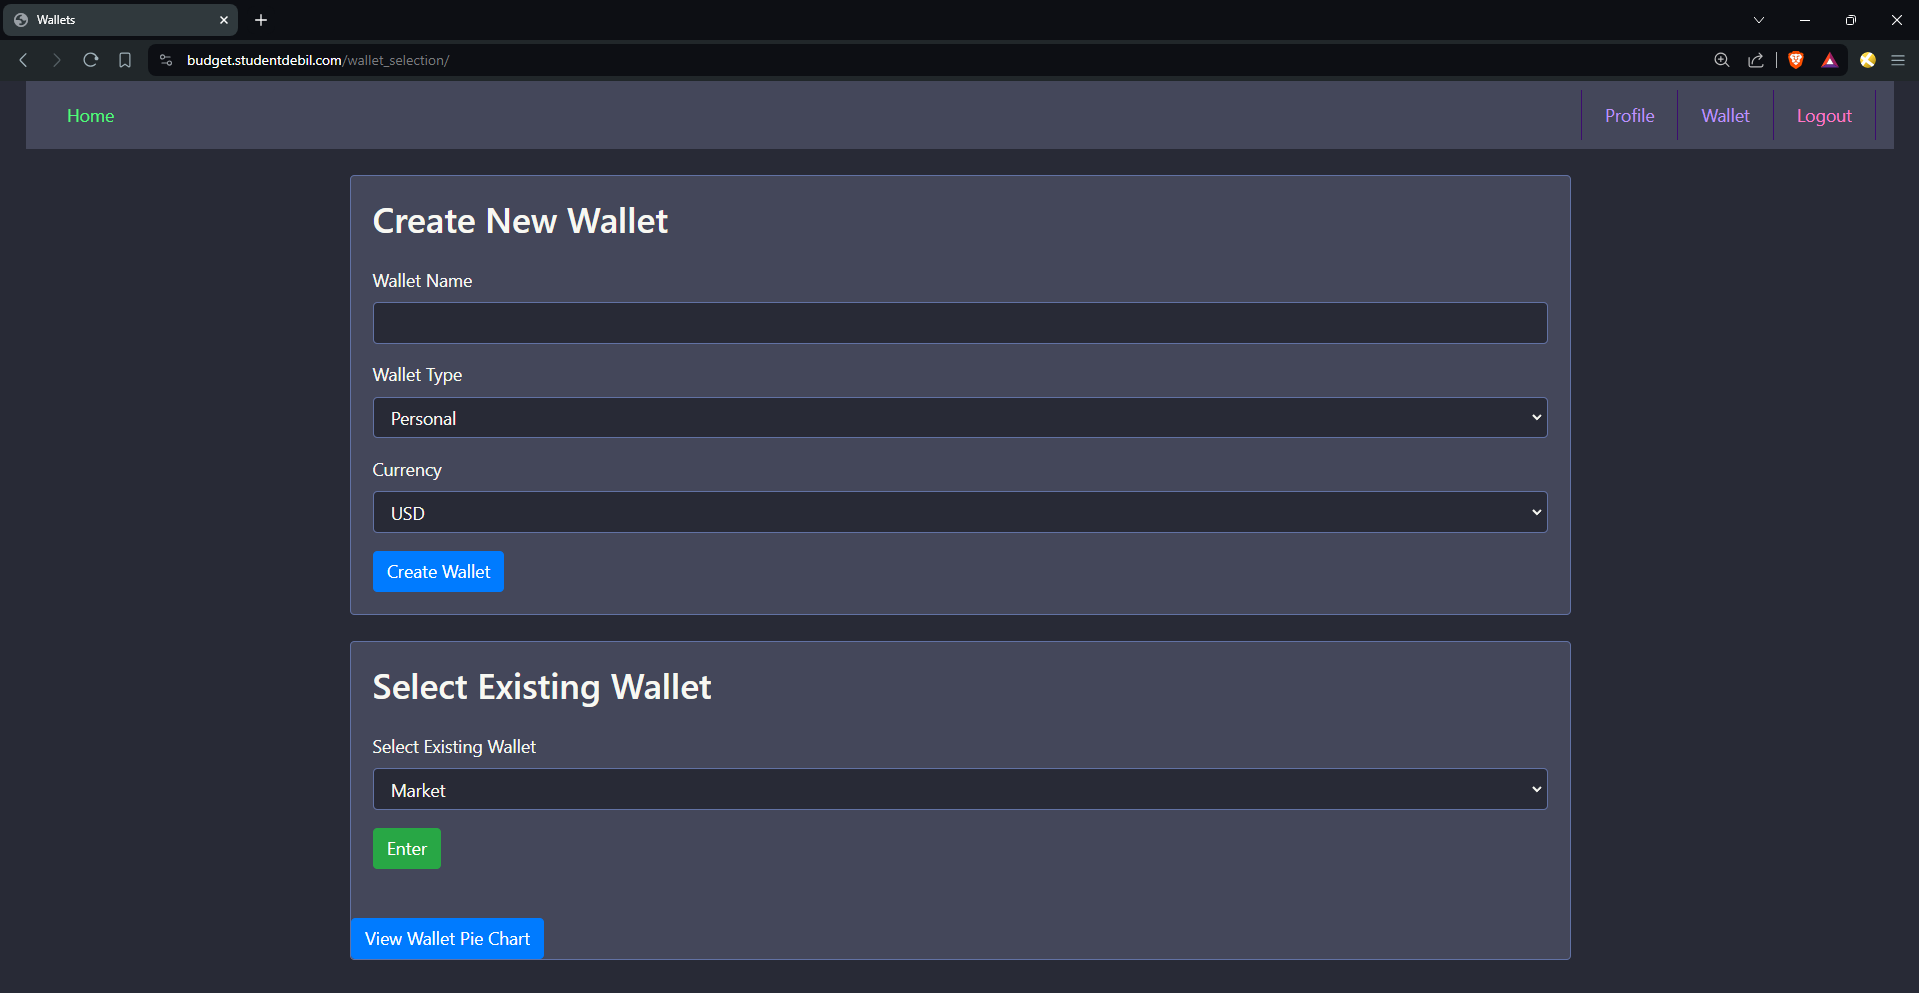 Wallets
budget.studentdebil.com/wallet_selection/
Home
Profile
Wallet
Logout
Create New Wallet
Wallet Name
Wallet Type
Personal
Currency
USD
Create Wallet
Select Existing Wallet
Select Existing Wallet
Market
Enter
View Wallet Pie Chart